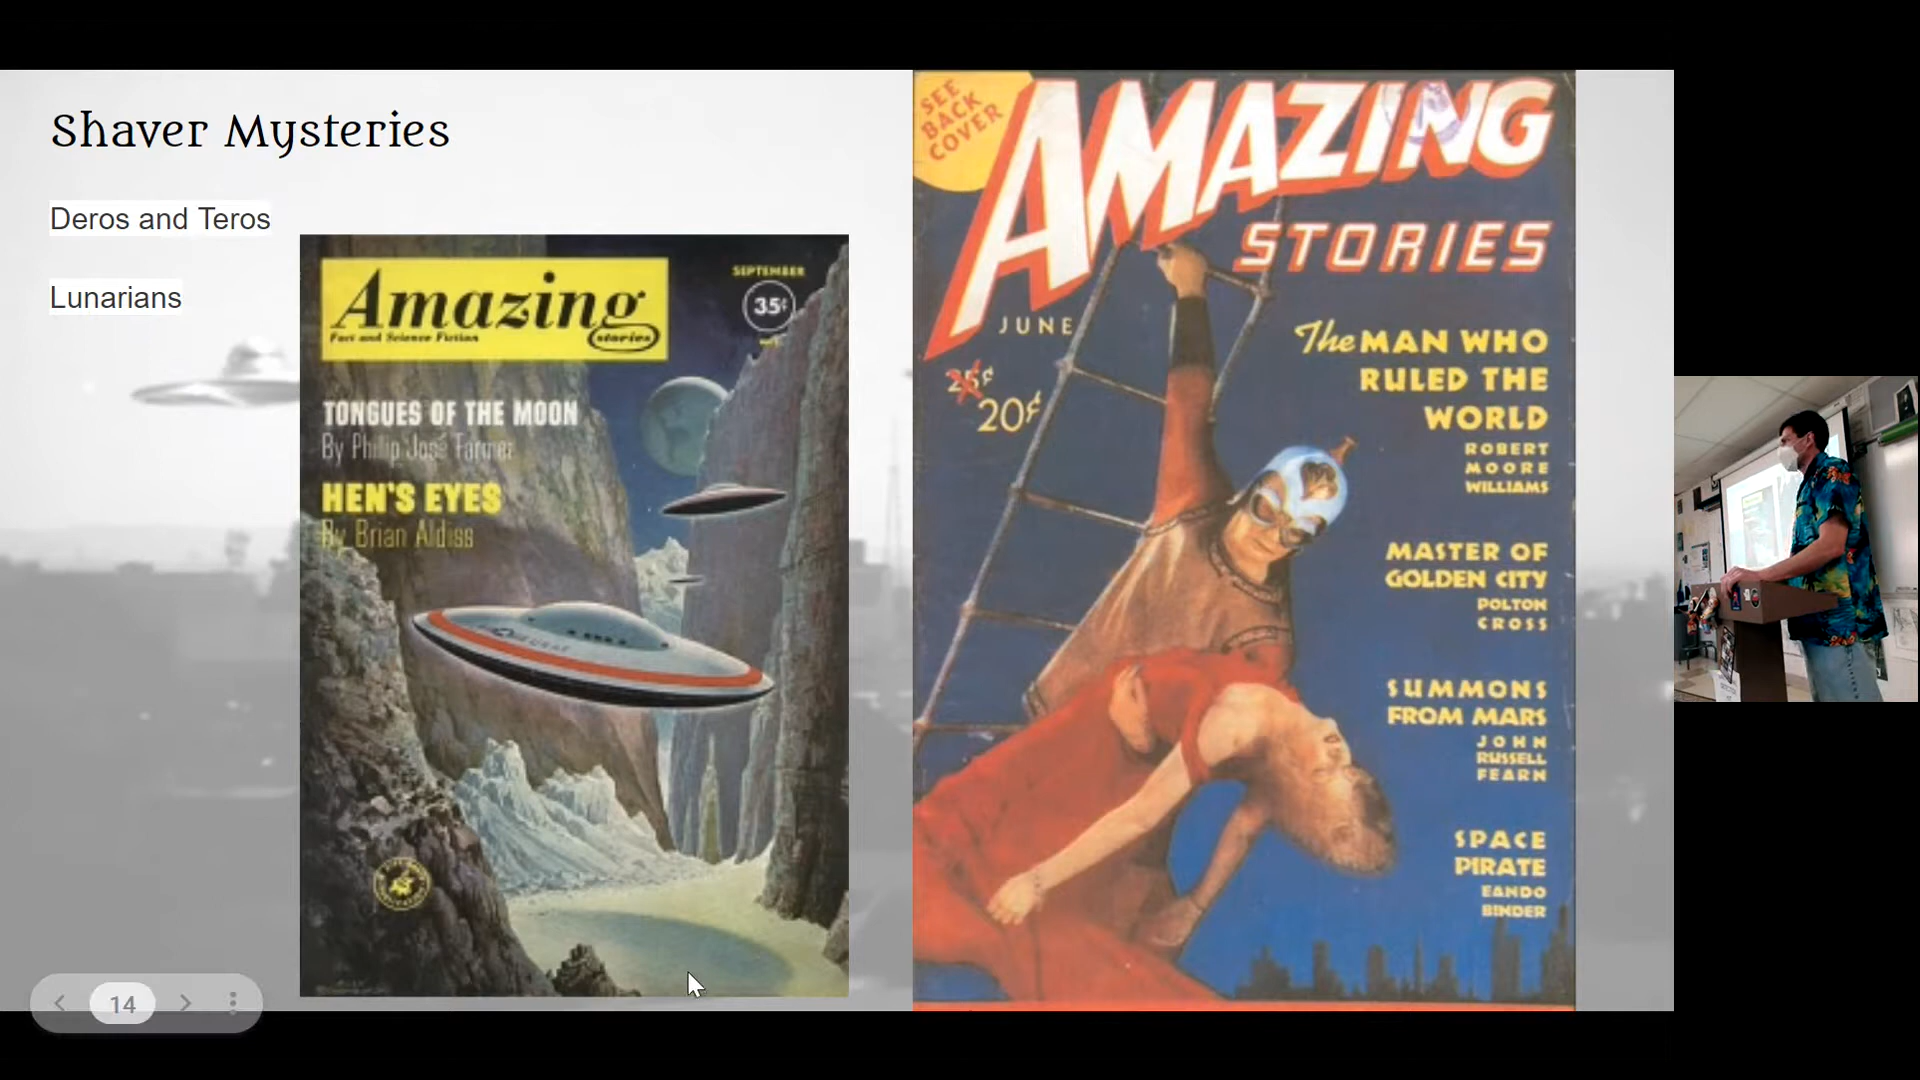 Shaver Mysteries
Deros and Teros
Lunarians
Amazing
Fact and Science Fiction
stories
SEPTEMBER
35¢
TONGUES OF THE MOON
By Philip José Farmer
HEN'S EYES
By Brian Aldiss
SEE
BACK
COVER
AMAZING
STORIES
JUNE
25¢
20¢
The MAN WHO
RULED THE
WORLD
ROBERT
MOORE
WILLIAMS
MASTER OF
GOLDEN CITY
POLTON
CROSS
SUMMONS
FROM MARS
JOHN
RUSSELL
FEARN
SPACE
PIRATE
EANDO
BINDER
14